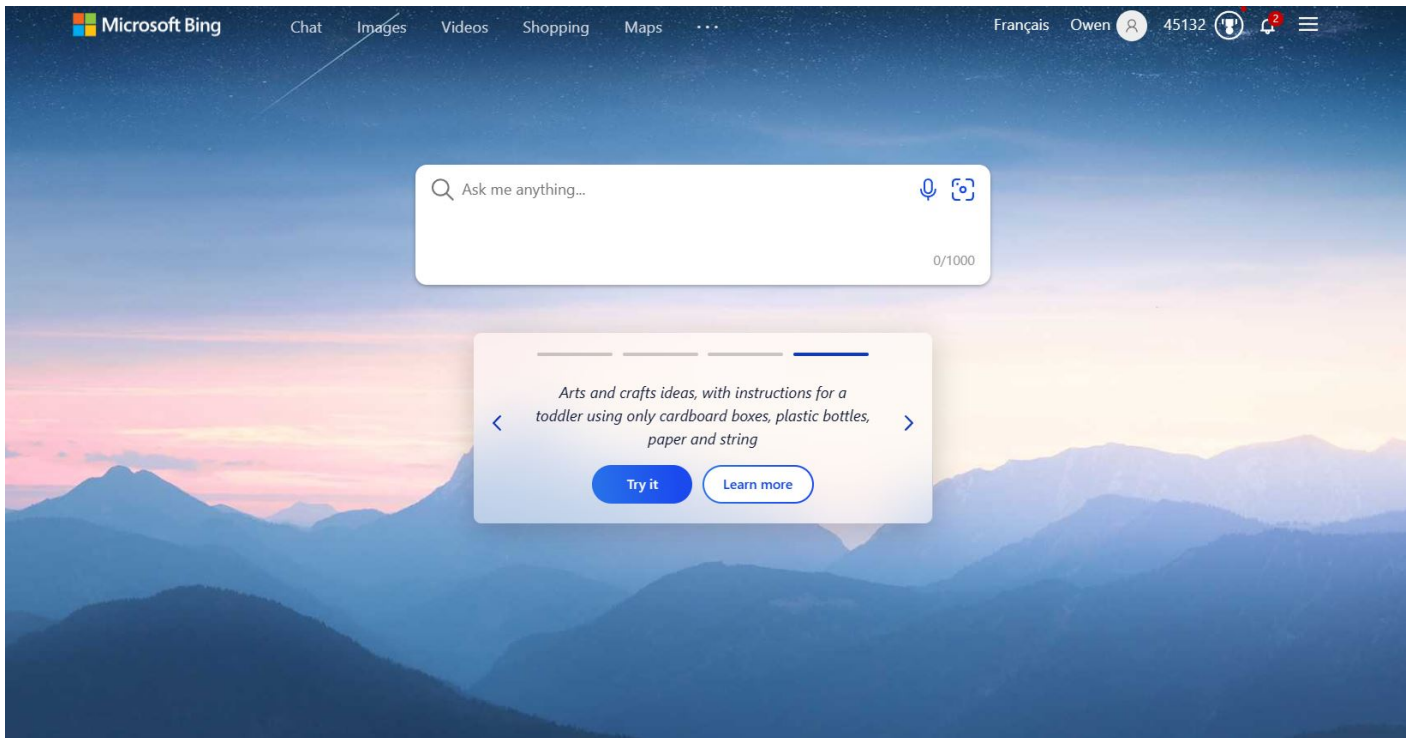 Microsoft Bing Chat Images Videos Shopping Maps ... Français Owen 45132 2
Ask me anything...
0/1000
Arts and crafts ideas, with instructions for a
toddler using only cardboard boxes, plastic bottles,
paper and string
Try it Learn more